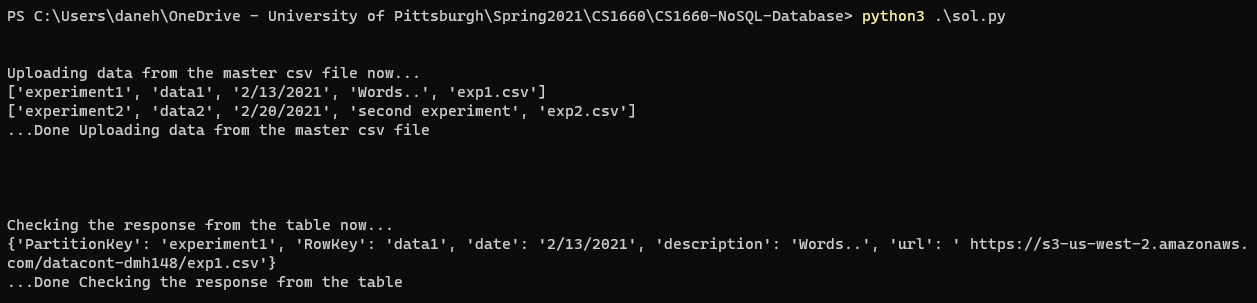 PS C:\Users\daneh\OneDrive - University of Pittsburgh\Spring2021\CS1660\CS1660-NoSQL-Database> python3 .\sol.py
Uploading data from the master csv file now...
['experiment1', 'data1', '2/13/2021', 'Words..', 'exp1.csv']
['experiment2', 'data2', '2/20/2021', 'second experiment', 'exp2.csv']
...Done Uploading data from the master csv file
Checking the response from the table now...
{'PartitionKey': 'experiment1', 'RowKey': 'data1', 'date': '2/13/2021', 'description': 'Words..', 'url': ' https://s3-us-west-2.amazonaws.
com/datacont-dmh148/exp1.csv'}
...Done Checking the response from the table